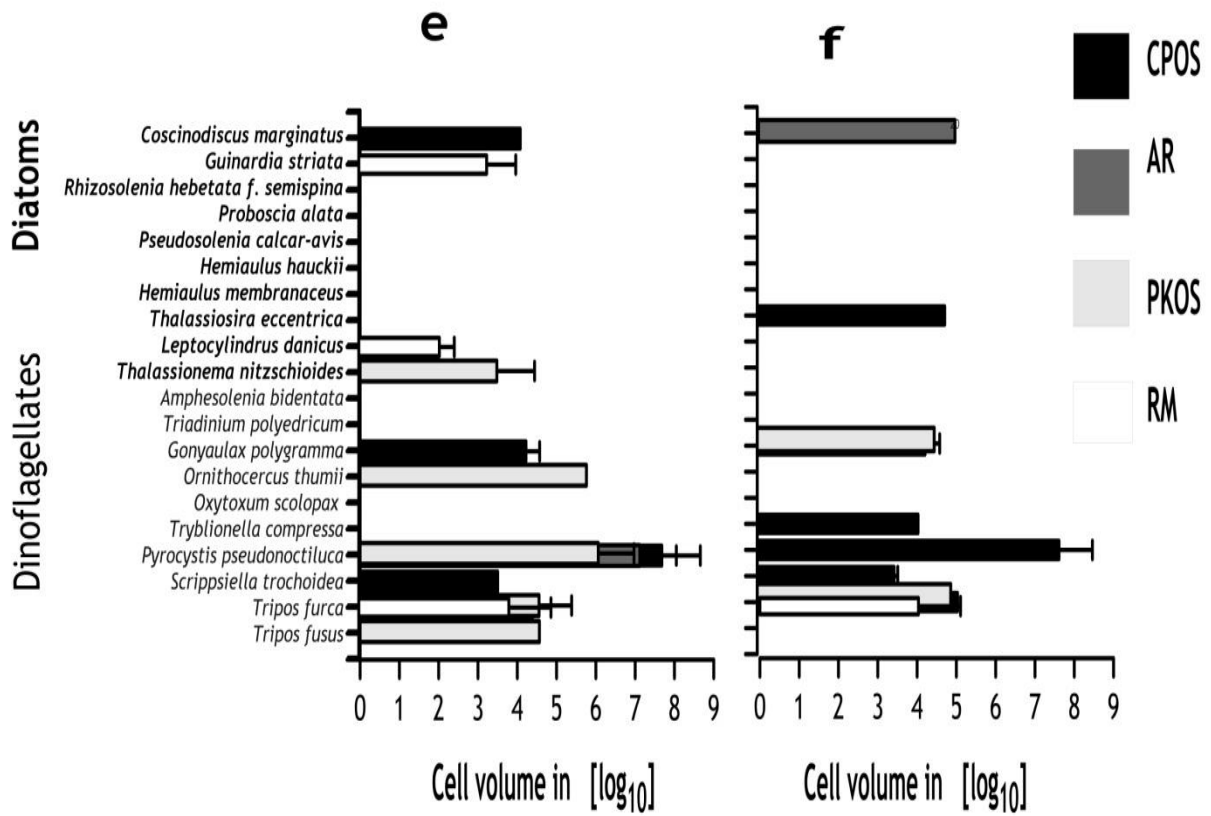 e
f
CPOS
AR
PKOS
RM
Diatoms
Dinoflagellates
Coscinodiscus marginatus
Guinardia striata
Rhizosolenia hebetata f. semispina
Proboscia alata
Pseudosolenia calcar-avis
Hemiaulus hauckii
Hemiaulus membranaceus
Thalassiosira eccentrica
Leptocylindrus danicus
Thalassionema nitzschioides
Amphesolenia bidentata
Triadinium polyedricum
Gonyaulax polygramma
Ornithocercus thumii
Oxytoxum scolopax
Tryblionella compressa
Pyrocystis pseudonoctiluca
Scrippsiella trochoidea
Tripos furca
Tripos fusus
0 1 2 3 4 5 6 7 8 9
0 1 2 3 4 5 6 7 8 9
Cell volume in [log10]
Cell volume in [log10]